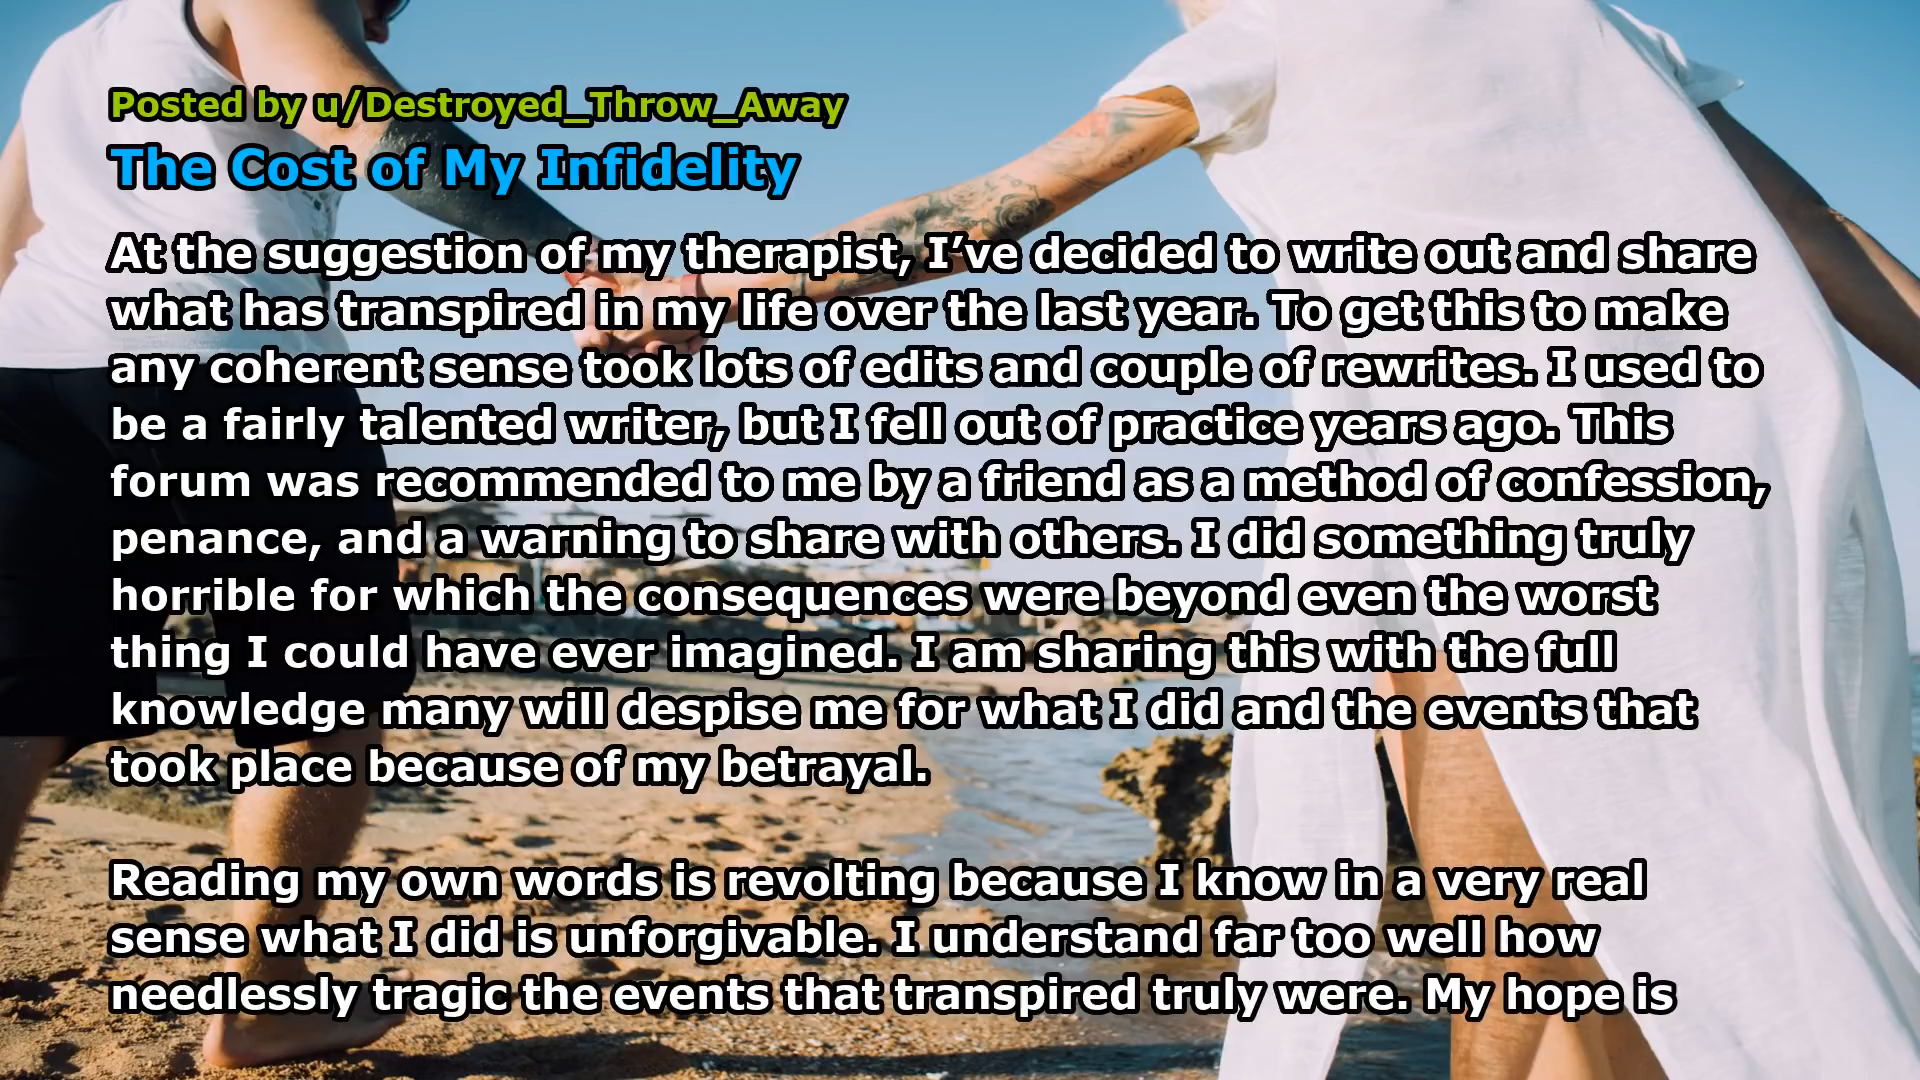 Posted by u/Destroyed_Throw_Away
The Cost of My Infidelity
At the suggestion of my therapist, I’ve decided to write out and share
what has transpired in my life over the last year. To get this to make
any coherent sense took lots of edits and couple of rewrites. I used to
be a fairly talented writer, but I fell out of practice years ago. This
forum was recommended to me by a friend as a method of confession,
penance, and a warning to share with others. I did something truly
horrible for which the consequences were beyond even the worst
thing I could have ever imagined. I am sharing this with the full
knowledge many will despise me for what I did and the events that
took place because of my betrayal.
Reading my own words is revolting because I know in a very real
sense what I did is unforgivable. I understand far too well how
needlessly tragic the events that transpired truly were. My hope is